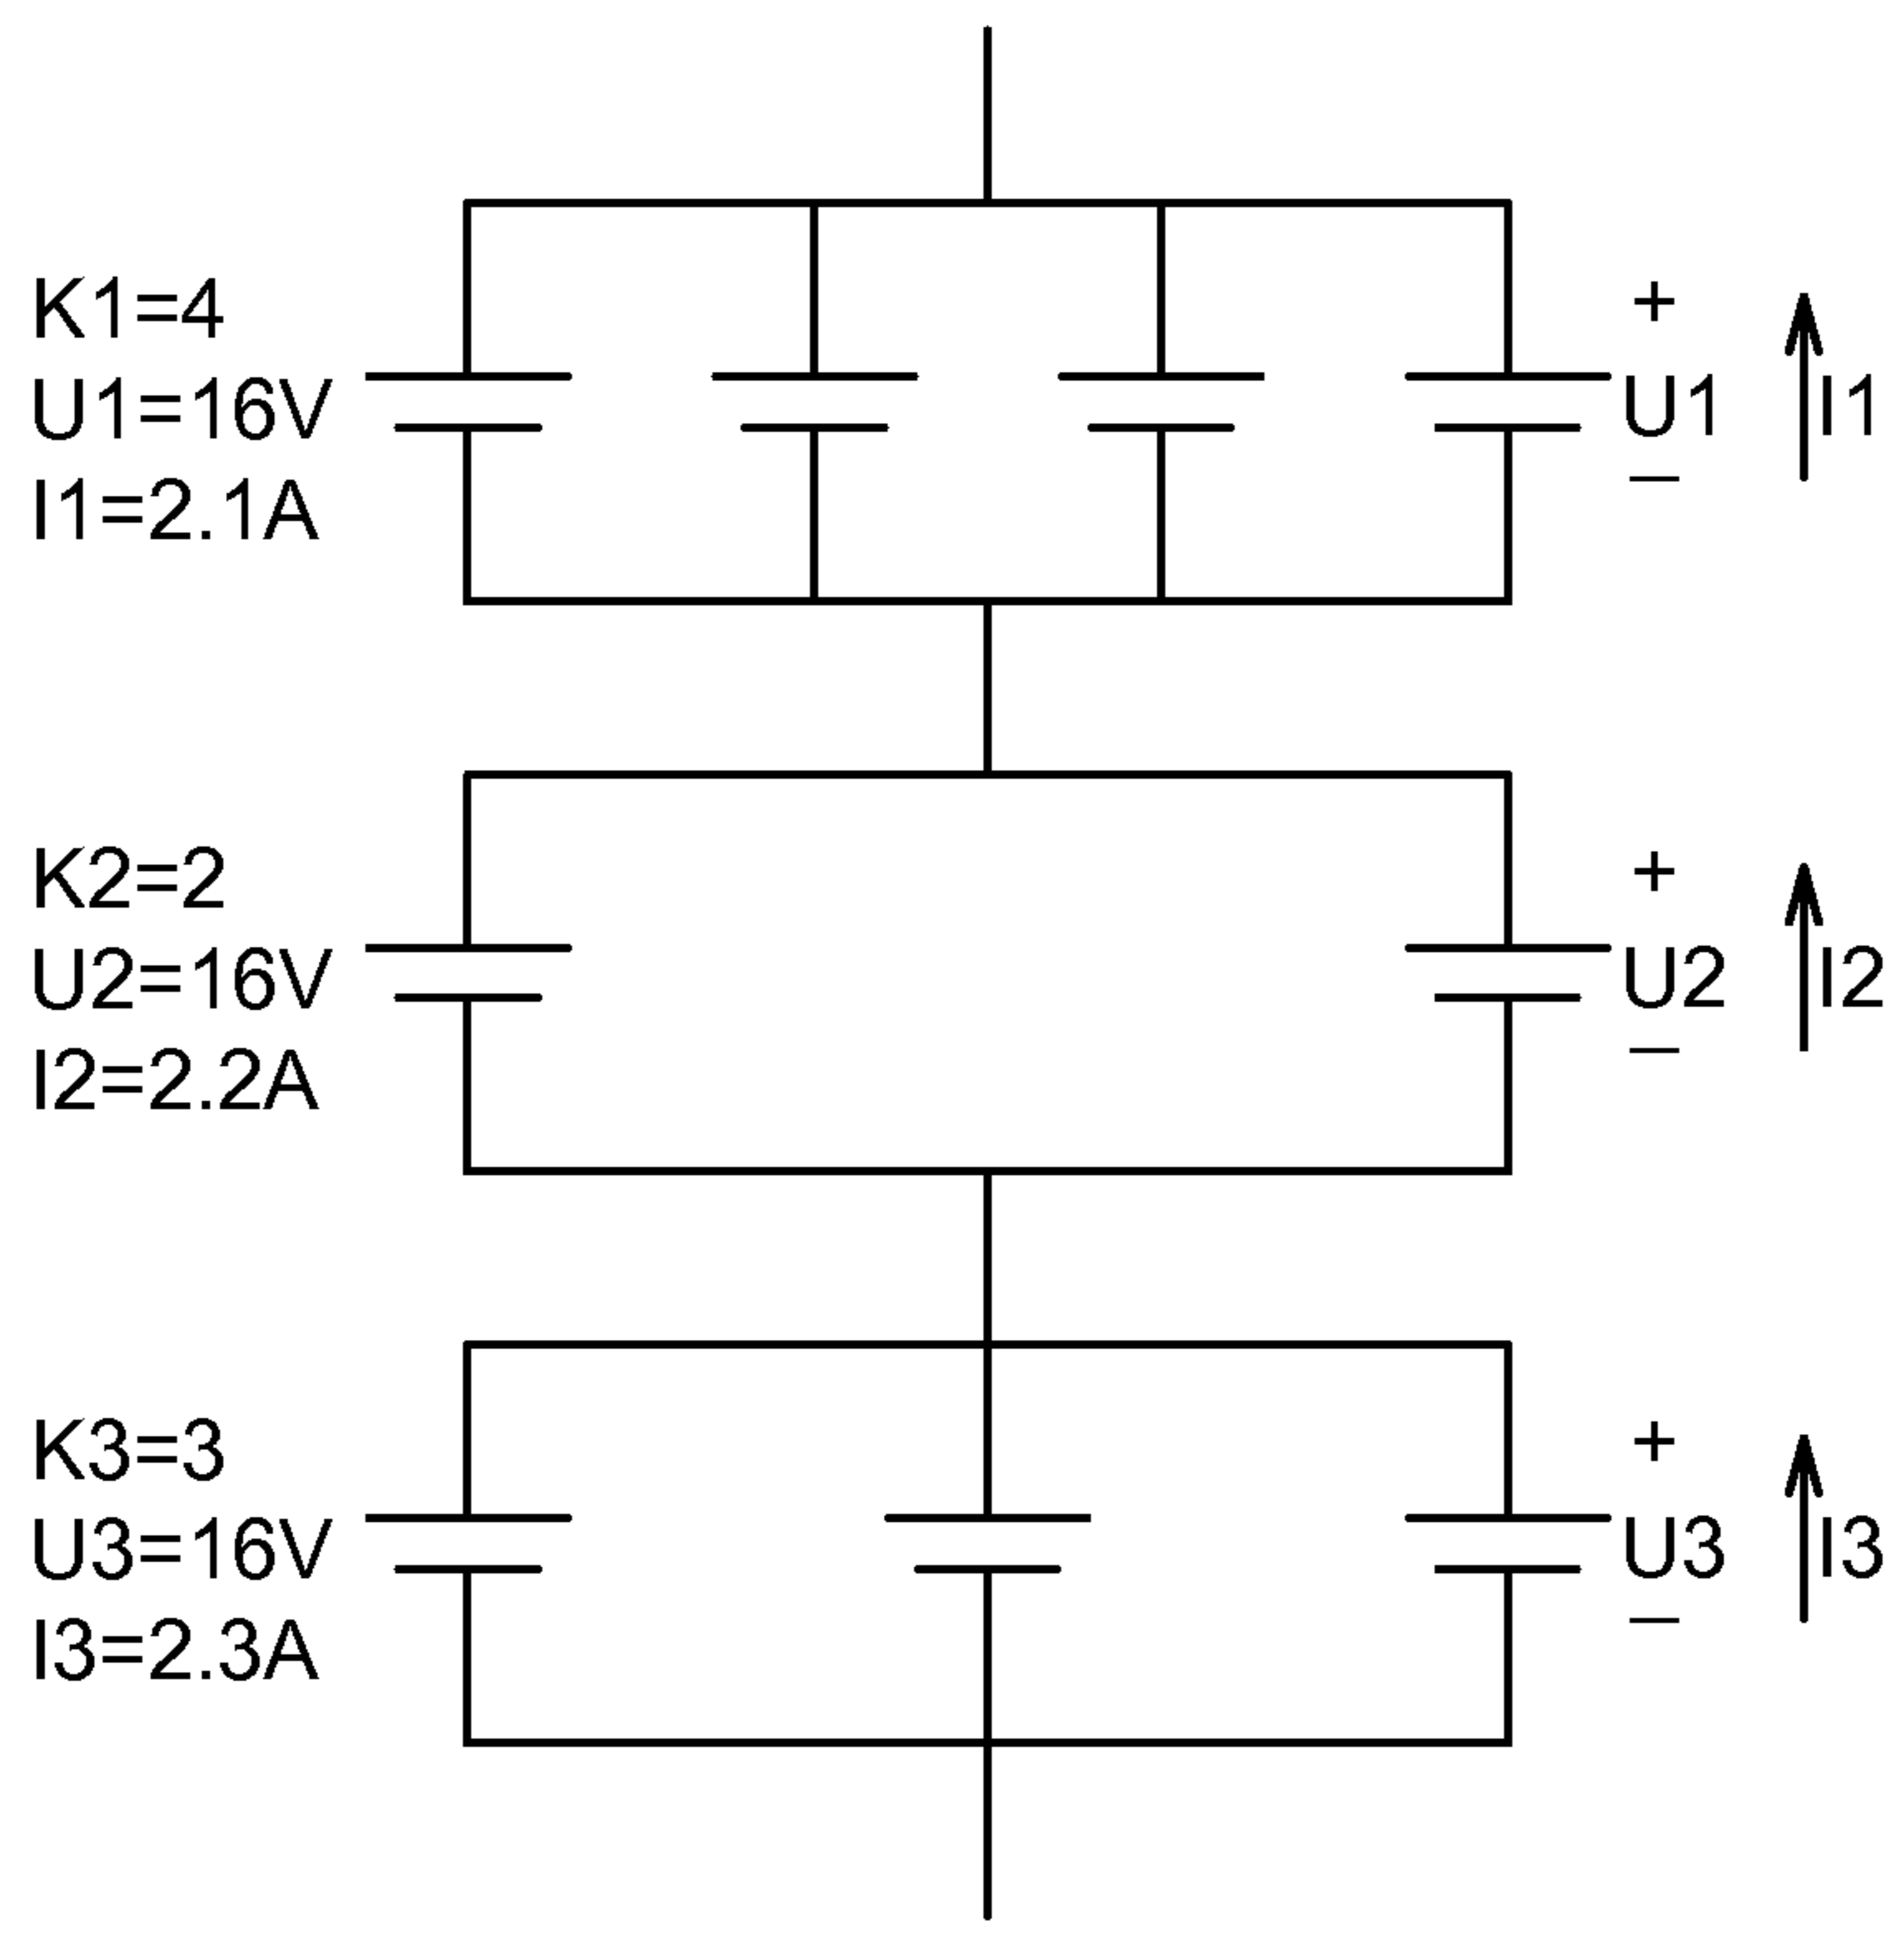 K1=4
U1=16V
I1=2.1A
+
U1
–
I1
K2=2
U2=16V
I2=2.2A
+
U2
–
I2
K3=3
U3=16V
I3=2.3A
+
U3
–
I3